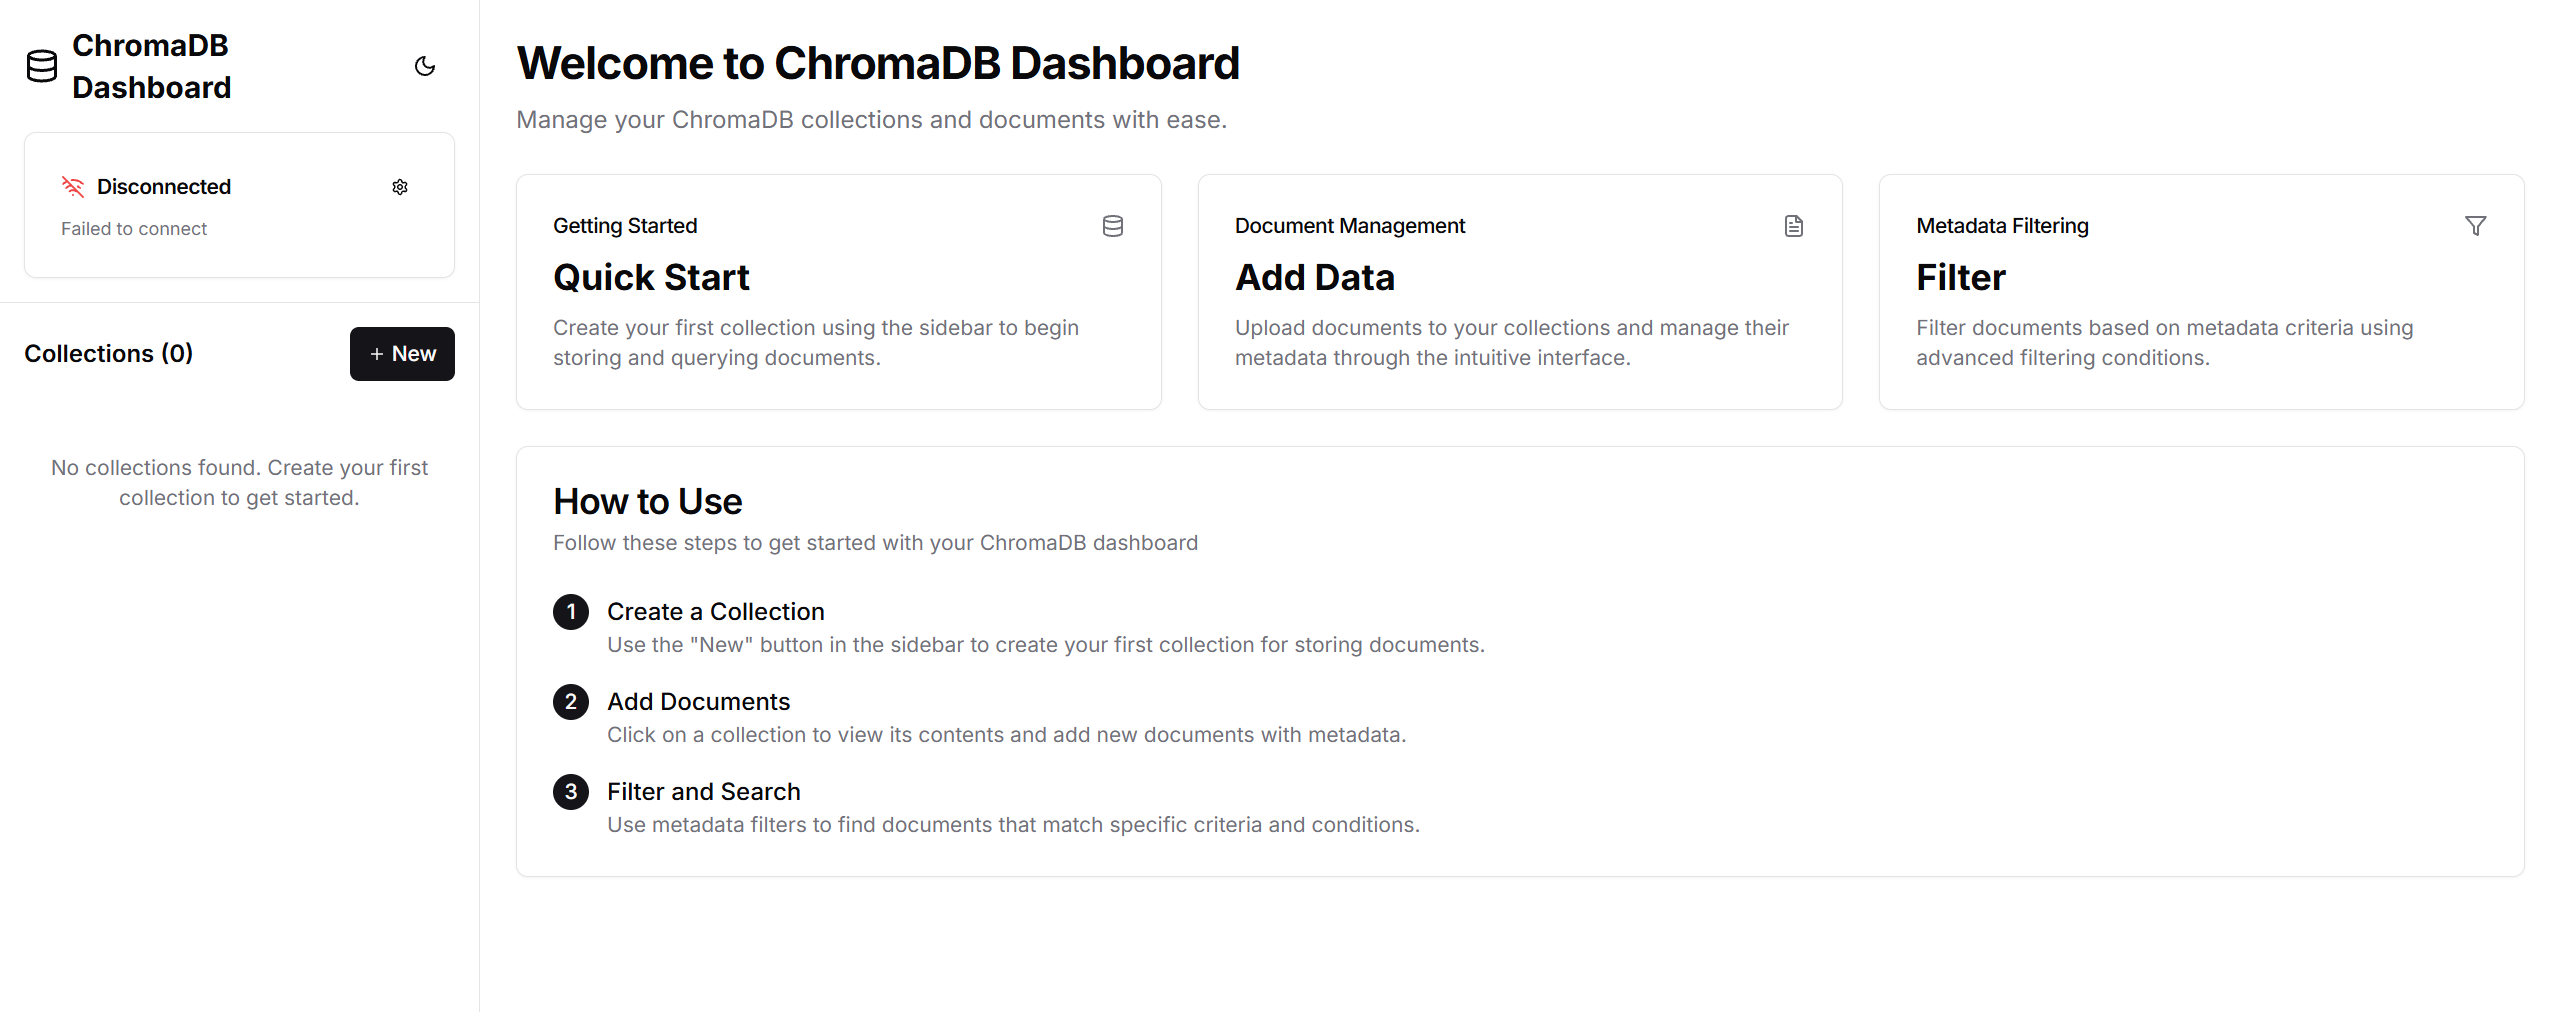 ChromaDB
Dashboard
Disconnected
Failed to connect
Collections (0)
+ New
No collections found. Create your first
collection to get started.
Welcome to ChromaDB Dashboard
Manage your ChromaDB collections and documents with ease.
Getting Started
Quick Start
Create your first collection using the sidebar to begin
storing and querying documents.
Document Management
Add Data
Upload documents to your collections and manage their
metadata through the intuitive interface.
Metadata Filtering
Filter
Filter documents based on metadata criteria using
advanced filtering conditions.
How to Use
Follow these steps to get started with your ChromaDB dashboard
1 Create a Collection
Use the "New" button in the sidebar to create your first collection for storing documents.
2 Add Documents
Click on a collection to view its contents and add new documents with metadata.
3 Filter and Search
Use metadata filters to find documents that match specific criteria and conditions.